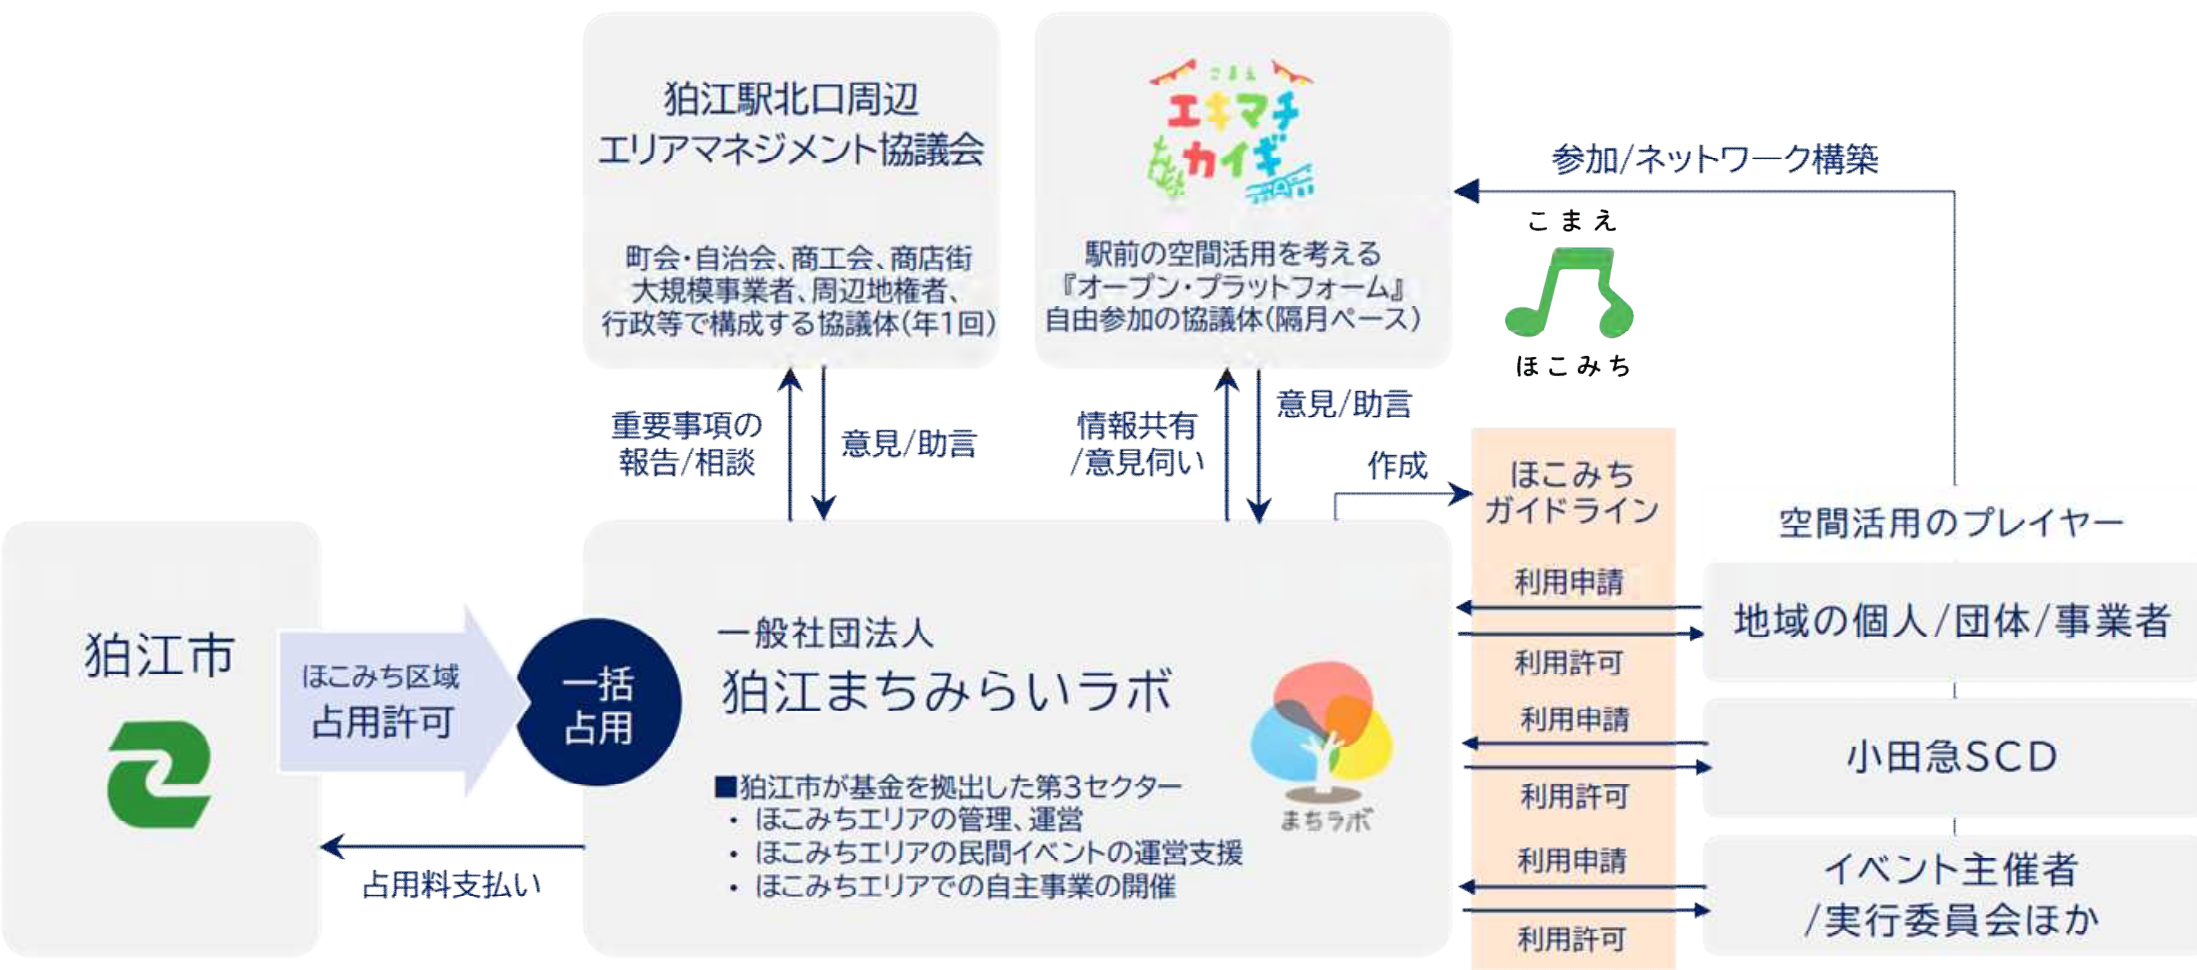 狛江駅北口周辺
エリアマネジメント協議会
町会・自治会、商工会、商店街
大規模事業者、周辺地権者、
行政等で構成する協議体(年1回)
こまえ
エキマチ
カイギ
駅前の空間活用を考える
『オープン・プラットフォーム』
自由参加の協議体(隔月ペース)
参加/ネットワーク構築
こまえ
ほこみち
重要事項の
報告/相談
意見/助言
情報共有
/意見伺い
意見/助言
作成
ほこみち
ガイドライン
空間活用のプレイヤー
狛江市
ほこみち区域
占用許可
一括
占用
占用料支払い
一般社団法人
狛江まちみらいラボ
■狛江市が基金を拠出した第3セクター
・ ほこみちエリアの管理、運営
・ ほこみちエリアの民間イベントの運営支援
・ ほこみちエリアでの自主事業の開催
まちラボ
利用申請
利用許可
地域の個人/団体/事業者
利用申請
利用許可
小田急SCD
利用申請
利用許可
イベント主催者
/実行委員会ほか